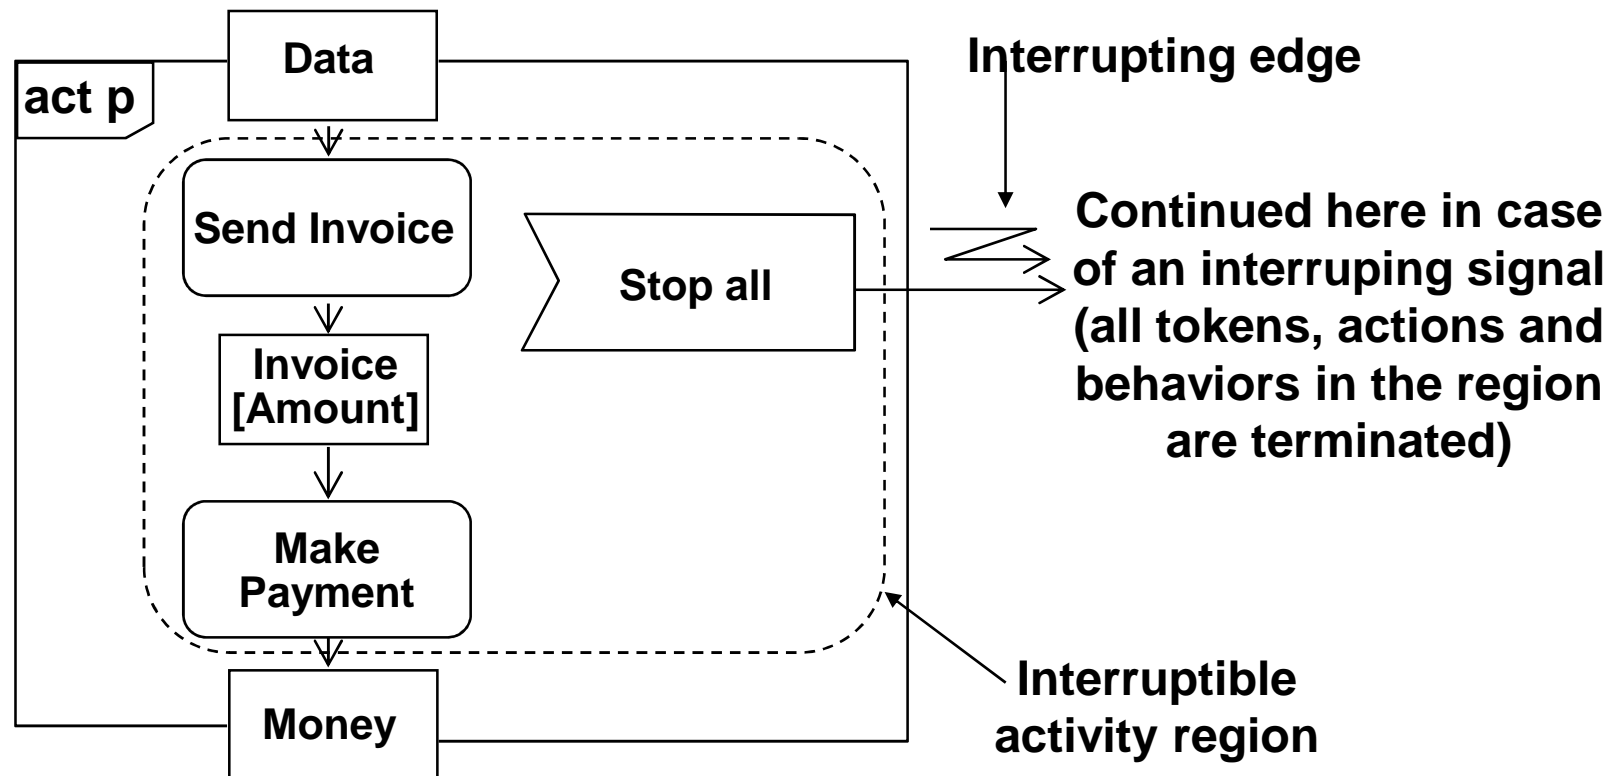 Data
Interrupting edge
act p
Send Invoice
Stop all
Continued here in case
of an interruping signal
(all tokens, actions and
behaviors in the region
are terminated)
Invoice
[Amount]
Make
Payment
Money
Interruptible
activity region